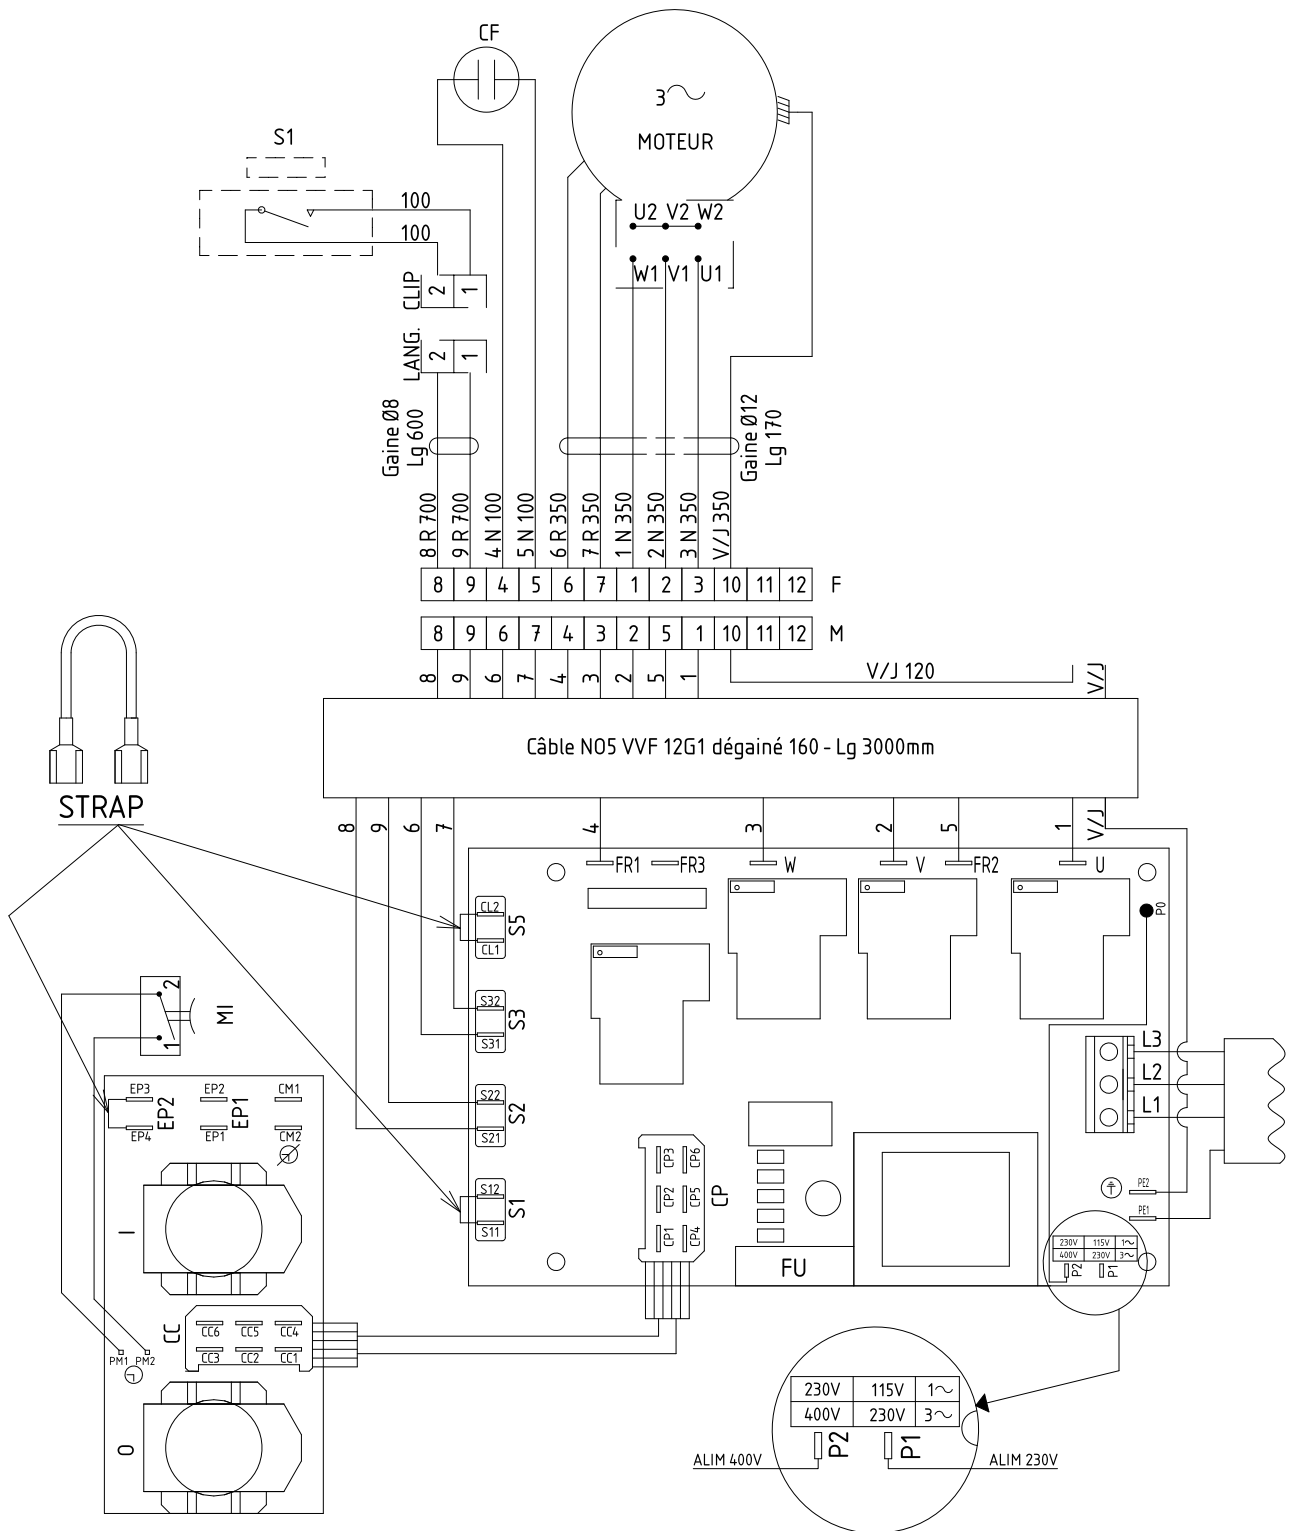 CF
3
MOTEUR
S1
100
100
U2 V2 W2
W1 V1 U1
CLIP
2
1
LANG.
2
1
Gaine Ø8
Lg 600
Gaine Ø12
Lg 170
8 R 700
9 R 700
4 N 100
5 N 100
6 R 350
7 R 350
1 N 350
2 N 350
3 N 350
V/J 350
8 9 4 5 6 7 1 2 3 10 11 12 F
8 9 6 7 4 3 2 5 1 10 11 12 M
8 9 6 7 4 3 2 5 1
V/J 120
V/J
Câble NO5 VVF 12G1 dégainé 160 - Lg 3000mm
STRAP
8 9 6 7 4 3 2 5 1 V/J
FR1 FR3 W V FR2 U
P0
CL2
CL1
S5
S32
S31
S3
S22
S21
S2
S12
S11
S1
2
1
MI
L3
L2
L1
EP3 EP2 CM1
EP2 EP1
EP4 EP1 CM2
CP3 CP6
CP2 CP5
CP1 CP4
CP
PE2
PE1
FU
230V 115V 1~
400V 230V 3~
P2 P1
I
CC
CC6 CC5 CC4
CC3 CC2 CC1
PM1 PM2
O
230V 115V 1~
400V 230V 3~
P2 P1
ALIM 400V
ALIM 230V